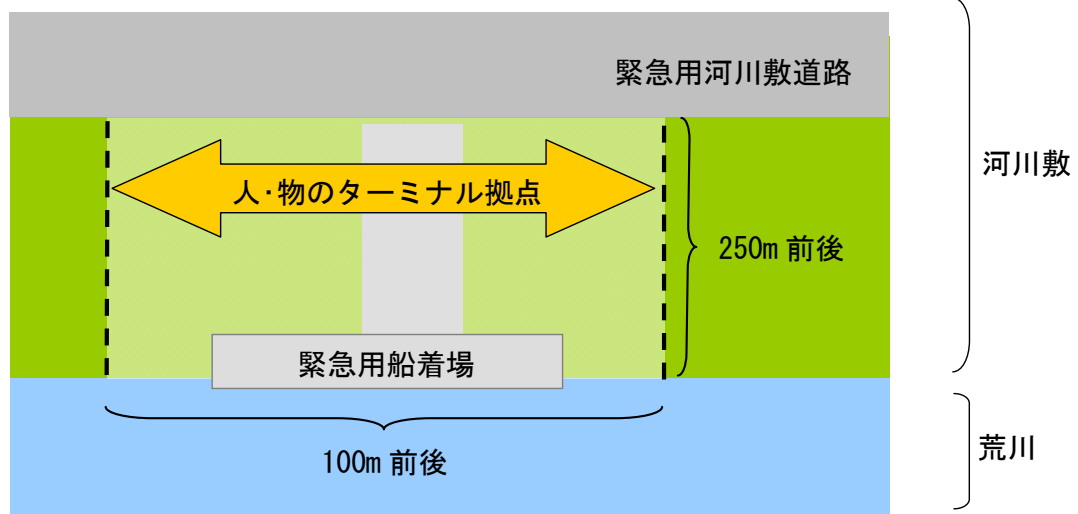 緊急用河川敷道路
河川敷
人・物のターミナル拠点
250m 前後
緊急用船着場
荒川
100m 前後